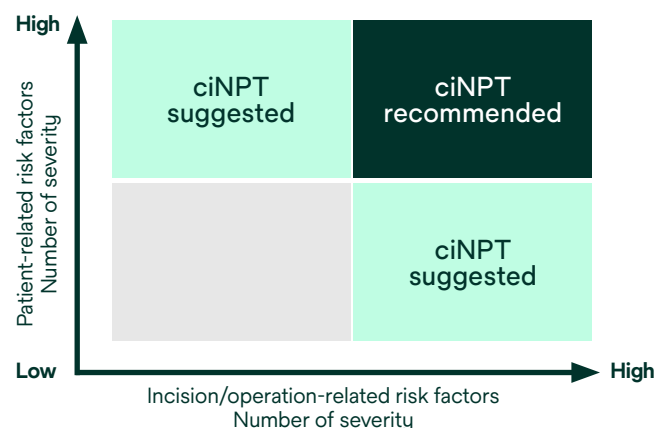 High
Patient-related risk factors
Number of severity
ciNPT
suggested
ciNPT
recommended
ciNPT
suggested
Low
High
Incision/operation-related risk factors
Number of severity